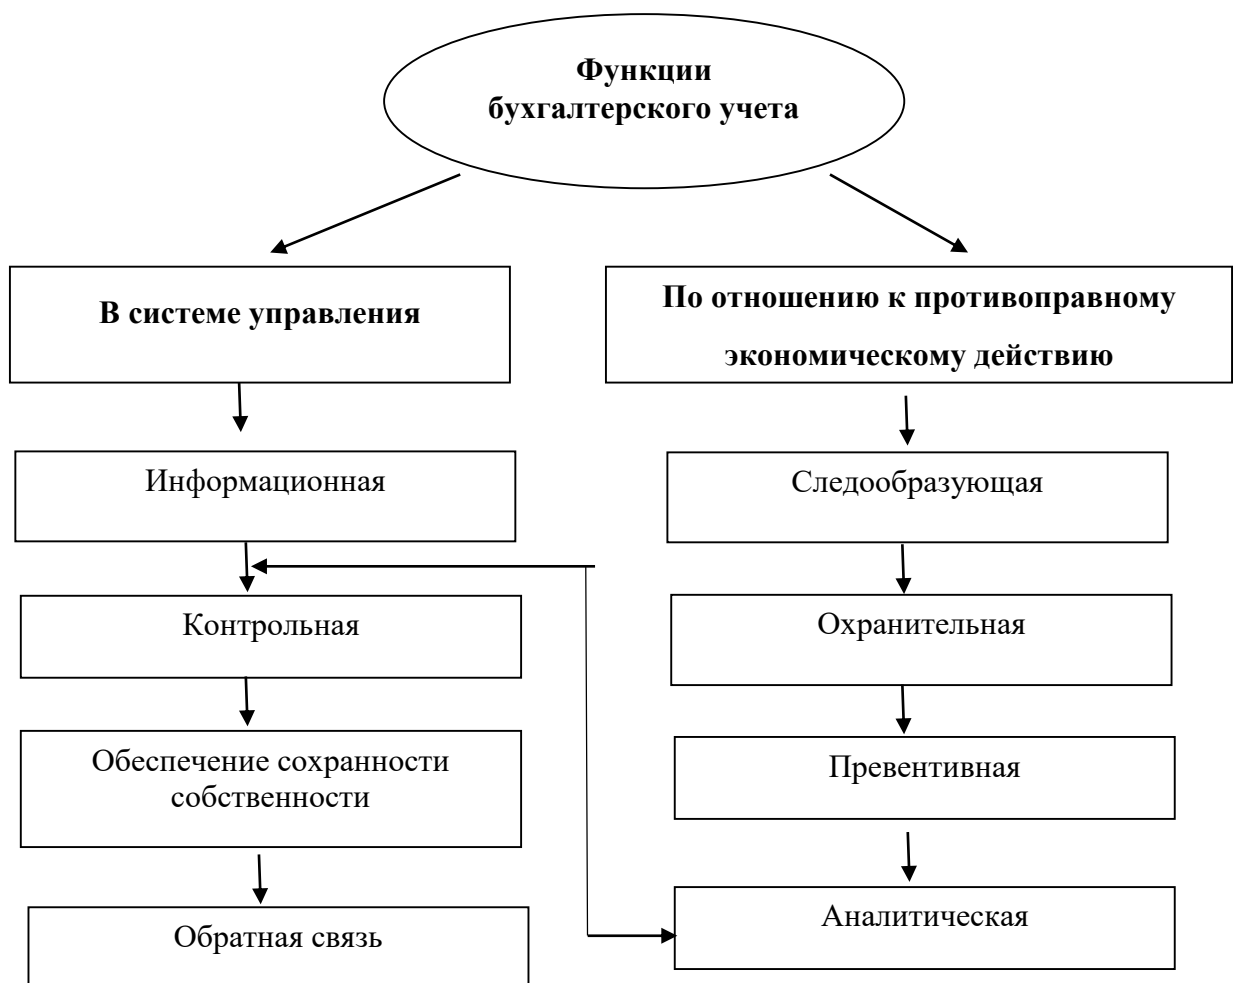 Функции
бухгалтерского учета
В системе управления
По отношению к противоправному
экономическому действию
Информационная
Следообразующая
Контрольная
Охранительная
Обеспечение сохранности
собственности
Превентивная
Обратная связь
Аналитическая